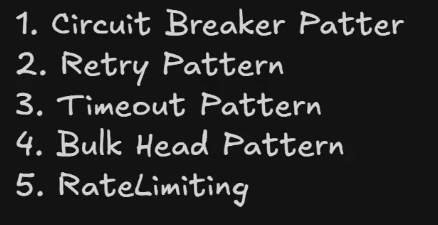 1. Circuit Breaker Patter
2. Retry Pattern
3. Timeout Pattern
4. Bulk Head Pattern
5. RateLimiting